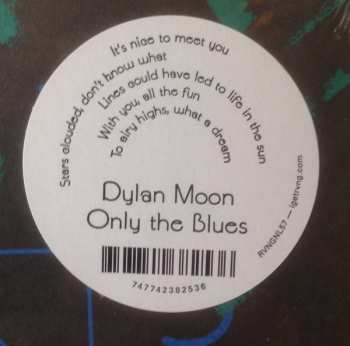 It's nice to meet you
Stars clouded, don't know what
Lines could have led to life in the sun
With you, all the fun
To airy highs, what a dream
Dylan Moon
Only the Blues
RVNGNL57 — igetrvng.com
747742392536